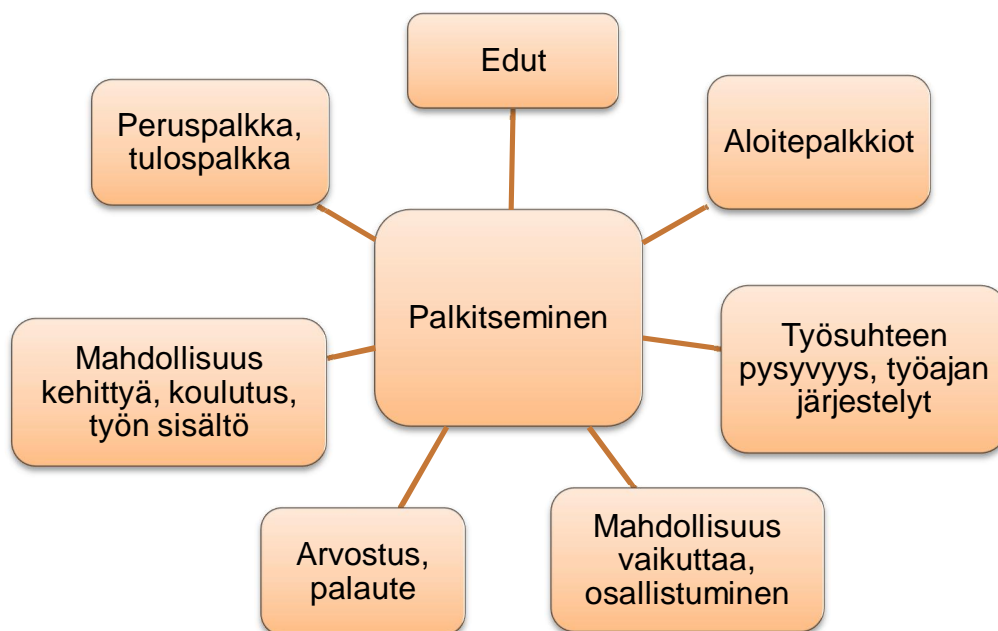 Edut
Peruspalkka,
tulospalkka
Aloitepalkkiot
Palkitseminen
Työsuhteen
pysyvyys, työajan
järjestelyt
Mahdollisuus
kehittyä, koulutus,
työn sisältö
Arvostus,
palaute
Mahdollisuus
vaikuttaa,
osallistuminen